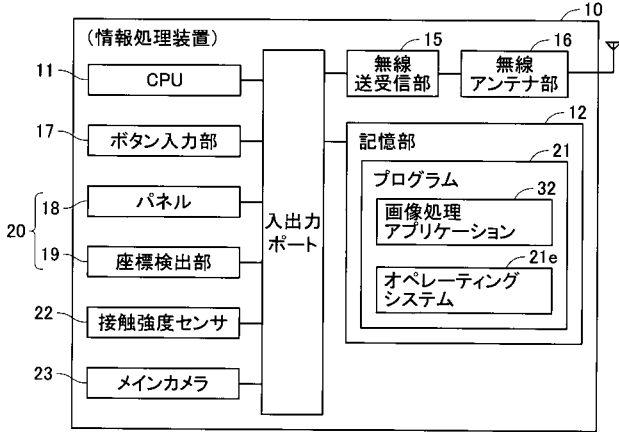 10
(情報処理装置)
11
CPU
15
無線
送受信部
16
無線
アンテナ部
17
ボタン入力部
12
記憶部
21
プログラム
32
画像処理
アプリケーション
21e
オペレーティング
システム
20
18
パネル
19
座標検出部
入出力
ポート
22
接触強度センサ
23
メインカメラ